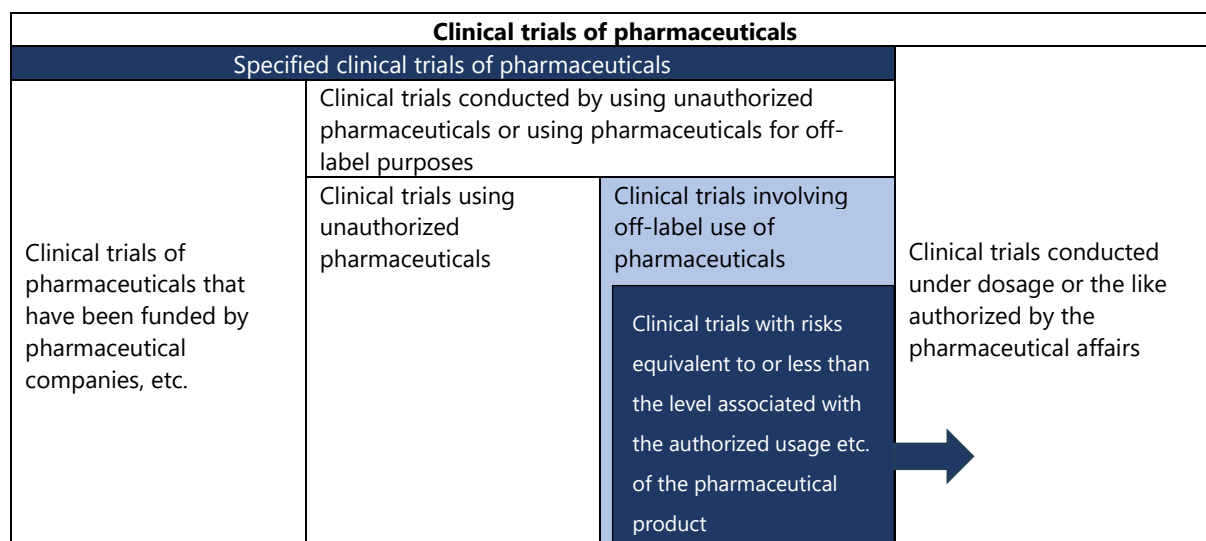 Clinical trials of pharmaceuticals
Specified clinical trials of pharmaceuticals
Clinical trials of
pharmaceuticals that
have been funded by
pharmaceutical
companies, etc.
Clinical trials conducted by using unauthorized
pharmaceuticals or using pharmaceuticals for off-
label purposes
Clinical trials using
unauthorized
pharmaceuticals
Clinical trials involving
off-label use of
pharmaceuticals
Clinical trials with risks
equivalent to or less than
the level associated with
the authorized usage etc.
of the pharmaceutical
product
Clinical trials conducted
under dosage or the like
authorized by the
pharmaceutical affairs